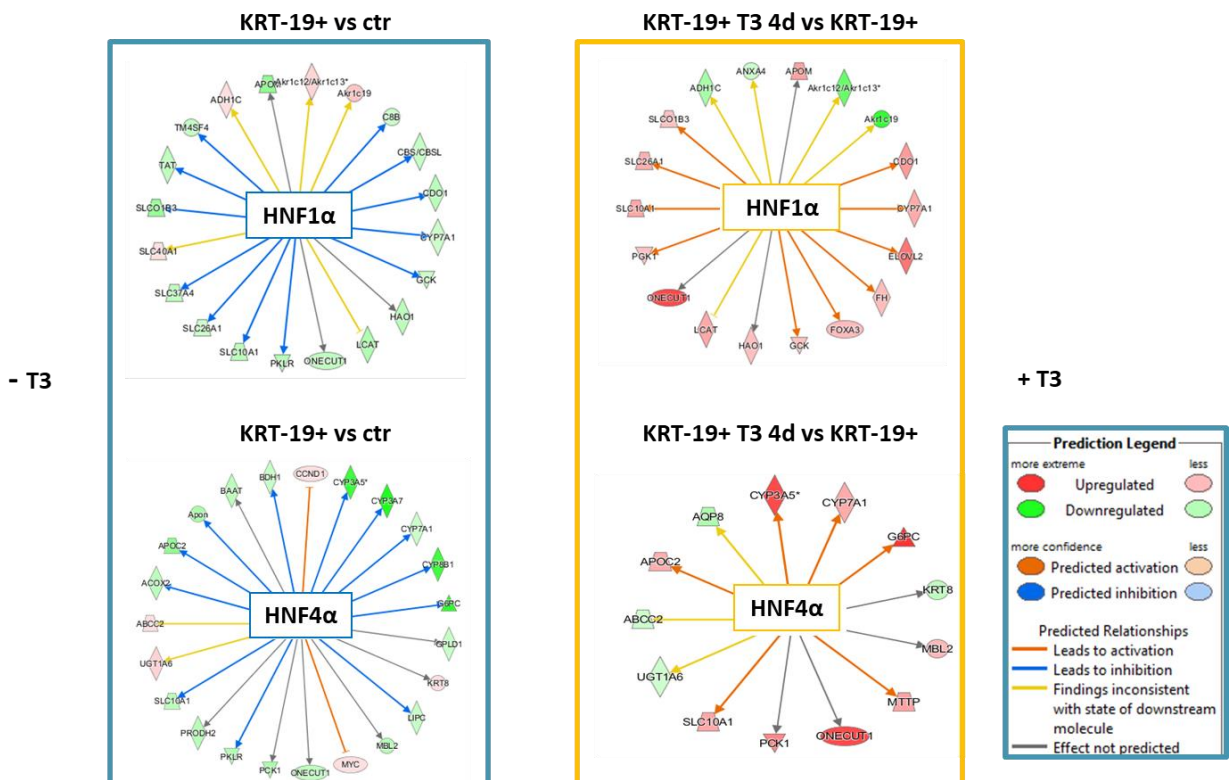 KRT-19+ vs ctr
KRT-19+ T3 4d vs KRT-19+
- T3
+ T3
APOM
Akr1c12/Akr1c13*
Akr1c19
ADH1C
C8B
TM4SF4
CBS/CBSL
TAT
CDO1
SLCO1B3
HNF1α
CYP7A1
SLC40A1
GCK
SLC37A4
HAO1
SLC26A1
LCAT
SLC10A1
PKLR
ONECUT1
ANXA4
APOM
ADH1C
Akr1c12/Akr1c13*
SLCO1B3
Akr1c19
SLC26A1
CDO1
SLC10A1
HNF1α
CYP7A1
PGK1
ELOVL2
ONECUT1
FH
LCAT
FOXA3
HAO1
GCK
KRT-19+ vs ctr
KRT-19+ T3 4d vs KRT-19+
CCND1
BDH1
CYP3A5*
BAAT
CYP3A7
Apon
CYP7A1
APOC2
CYP8B1
ACOX2
G6PC
HNF4α
ABCC2
GPLD1
UGT1A6
KRT8
SLC10A1
LIPC
PRODH2
MBL2
PKLR
MYC
PCK1
ONECUT1
CYP3A5*
CYP7A1
AQP8
G6PC
APOC2
KRT8
HNF4α
ABCC2
MBL2
UGT1A6
MTTP
SLC10A1
PCK1
ONECUT1
Prediction Legend
more extreme less
Upregulated
Downregulated
more confidence less
Predicted activation
Predicted inhibition
Predicted Relationships
Leads to activation
Leads to inhibition
Findings inconsistent
with state of downstream
molecule
Effect not predicted